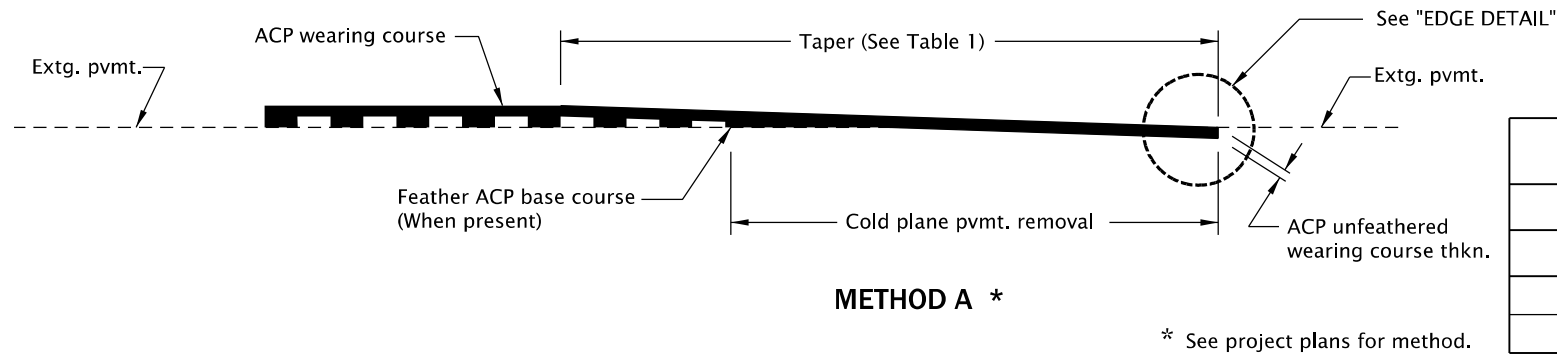 See "EDGE DETAIL"
ACP wearing course
Taper (See Table 1)
Extg. pvmt.
Extg. pvmt.
Feather ACP base course
(When present)
Cold plane pvmt. removal
ACP unfeathered
wearing course thkn.
METHOD A *
* See project plans for method.